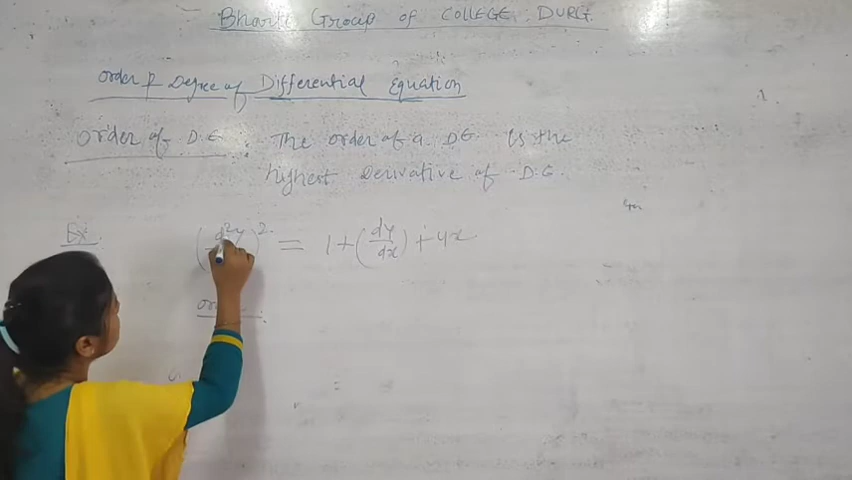 Bharti Group of COLLEGE DURG.
Order & Degree of Differential Equation
Order of D.E. : The order of a D.E. is the
highest Derivative of D.E.
Ex:
(d²y )² = 1 + (dy/dx) + 4x